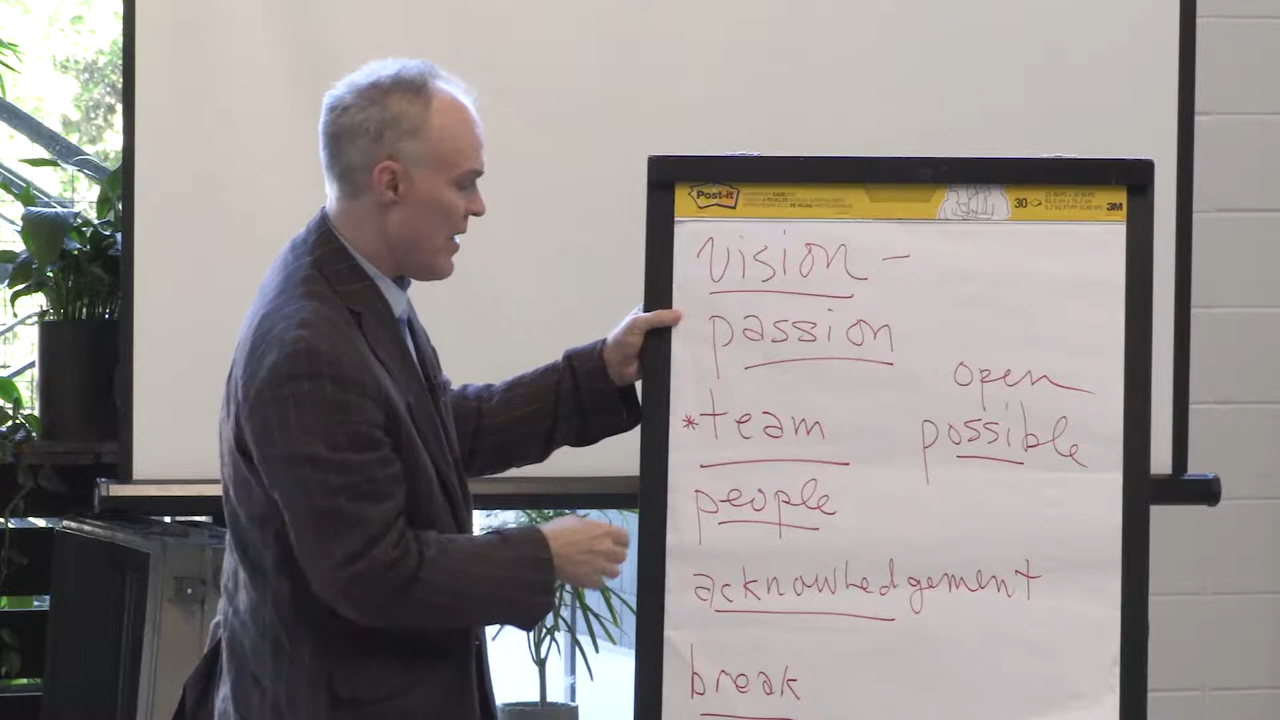 Post-it
30
3M
vision -
passion
open
*team
possible
people
acknowledgement
break